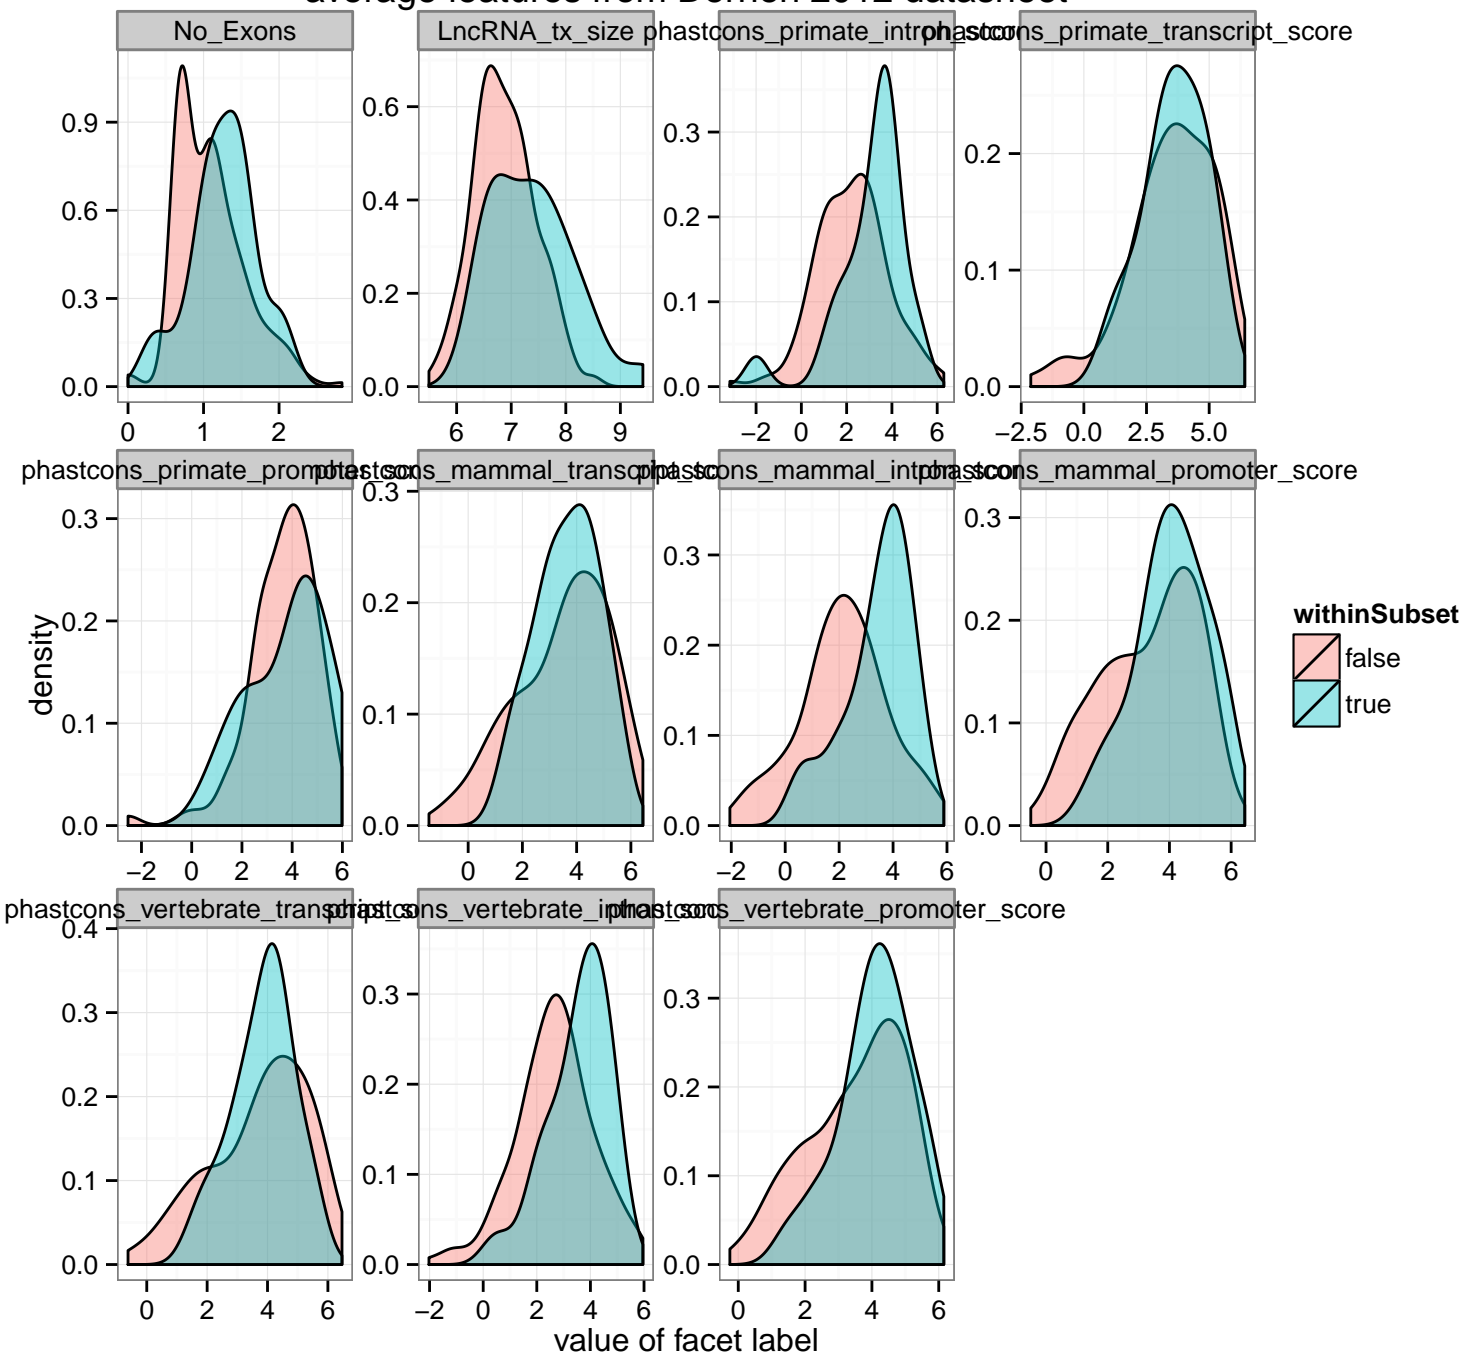 average features from Derrien 2012 datasheet
No_Exons
LncRNA_tx_size
phastcons_primate_intron_score
phastcons_primate_transcript_score
0.0
0.3
0.6
0.9
0 1 2
0.0
0.2
0.4
0.6
6 7 8 9
0.0
0.1
0.2
0.3
−2 0 2 4 6
0.0
0.1
0.2
−2.5 0.0 2.5 5.0
phastcons_primate_promoter_score
phastcons_mammal_transcript_score
phastcons_mammal_intron_score
phastcons_mammal_promoter_score
0.0
0.1
0.2
0.3
−2 0 2 4 6
0.0
0.1
0.2
0.3
0 2 4 6
0.0
0.1
0.2
0.3
−2 0 2 4 6
0.0
0.1
0.2
0.3
0 2 4 6
phastcons_vertebrate_transcript_score
phastcons_vertebrate_intron_score
phastcons_vertebrate_promoter_score
0.0
0.1
0.2
0.3
0.4
0 2 4 6
0.0
0.1
0.2
0.3
−2 0 2 4 6
0.0
0.1
0.2
0.3
0 2 4 6
density
value of facet label
withinSubset
false
true